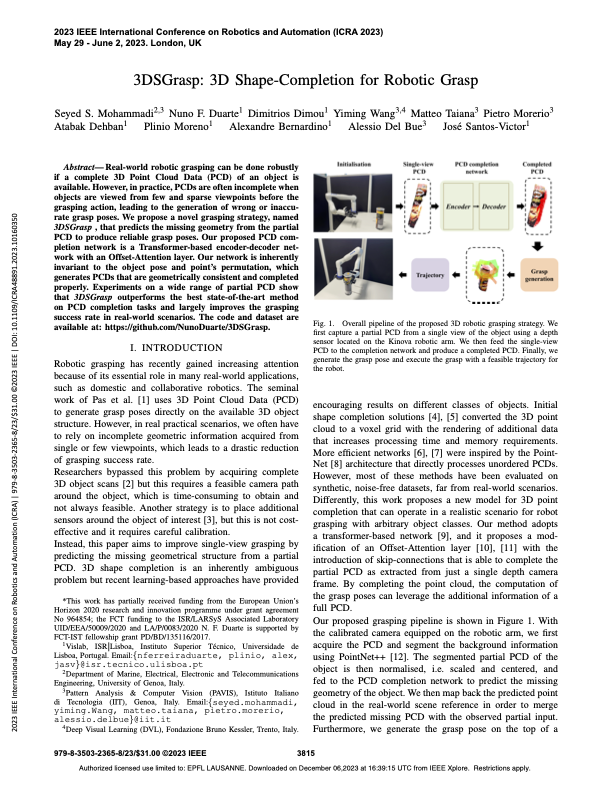 2023 IEEE International Conference on Robotics and Automation (ICRA 2023)
May 29 - June 2, 2023. London, UK
3DSGrasp: 3D Shape-Completion for Robotic Grasp
Seyed S. Mohammadi2,3 Nuno F. Duarte1 Dimitrios Dimou1 Yiming Wang3,4 Matteo Taiana3 Pietro Morerio3
Atabak Dehban1 Plinio Moreno1 Alexandre Bernardino1 Alessio Del Bue3 José Santos-Victor1
Abstract—Real-world robotic grasping can be done robustly
if a complete 3D Point Cloud Data (PCD) of an object is
available. However, in practice, PCDs are often incomplete when
objects are viewed from few and sparse viewpoints before the
grasping action, leading to the generation of wrong or inaccu-
rate grasp poses. We propose a novel grasping strategy, named
3DSGrasp , that predicts the missing geometry from the partial
PCD to produce reliable grasp poses. Our proposed PCD com-
pletion network is a Transformer-based encoder-decoder net-
work with an Offset-Attention layer. Our network is inherently
invariant to the object pose and point's permutation, which
generates PCDs that are geometrically consistent and completed
properly. Experiments on a wide range of partial PCD show
that 3DSGrasp outperforms the best state-of-the-art method
on PCD completion tasks and largely improves the grasping
success rate in real-world scenarios. The code and dataset are
available at: https://github.com/NunoDuarte/3DSGrasp.
I. INTRODUCTION
Robotic grasping has recently gained increasing attention
because of its essential role in many real-world applications,
such as domestic and collaborative robotics. The seminal
work of Pas et al. [1] uses 3D Point Cloud Data (PCD)
to generate grasp poses directly on the available 3D object
structure. However, in real practical scenarios, we often have
to rely on incomplete geometric information acquired from
single or few viewpoints, which leads to a drastic reduction
of grasping success rate.
Researchers bypassed this problem by acquiring complete
3D object scans [2] but this requires a feasible camera path
around the object, which is time-consuming to obtain and
not always feasible. Another strategy is to place additional
sensors around the object of interest [3], but this is not cost-
effective and it requires careful calibration.
Instead, this paper aims to improve single-view grasping by
predicting the missing geometrical structure from a partial
PCD. 3D shape completion is an inherently ambiguous
problem but recent learning-based approaches have provided
*This work has partially received funding from the European Union's
Horizon 2020 research and innovation programme under grant agreement
No 964854; the FCT funding to the ISR/LARSyS Associated Laboratory
UID/EEA/50009/2020 and LA/P/0083/2020 N. F. Duarte is supported by
FCT-IST fellowship grant PD/BD/135116/2017.
1Vislab, ISR|Lisboa, Instituto Superior Técnico, Universidade de
Lisboa, Portugal. Email:{nferreiraduarte, plinio, alex,
jasv}@isr.tecnico.ulisboa.pt
2Department of Marine, Electrical, Electronic and Telecommunications
Engineering, University of Genoa, Italy.
3Pattern Analysis & Computer Vision (PAVIS), Istituto Italiano
di Tecnologia (IIT), Genoa, Italy. Email:{seyed.mohammadi,
yiming.Wang, matteo.taiana, pietro.morerio,
alessio.delbue}@iit.it
4Deep Visual Learning (DVL), Fondazione Bruno Kessler, Trento, Italy.
Initialisation
Single-view
PCD
PCD completion
network
Completed
PCD
Encoder
Decoder
Trajectory
Grasp
generation
Fig. 1. Overall pipeline of the proposed 3D robotic grasping strategy. We
first capture a partial PCD from a single view of the object using a depth
sensor located on the Kinova robotic arm. We then feed the single-view
PCD to the completion network and produce a completed PCD. Finally, we
generate the grasp pose and execute the grasp with a feasible trajectory for
the robot.
encouraging results on different classes of objects. Initial
shape completion solutions [4], [5] converted the 3D point
cloud to a voxel grid with the rendering of additional data
that increases processing time and memory requirements.
More efficient networks [6], [7] were inspired by the Point-
Net [8] architecture that directly processes unordered PCDs.
However, most of these methods have been evaluated on
synthetic, noise-free datasets, far from real-world scenarios.
Differently, this work proposes a new model for 3D point
completion that can operate in a realistic scenario for robot
grasping with arbitrary object classes. Our method adopts
a transformer-based network [9], and it proposes a mod-
ification of an Offset-Attention layer [10], [11] with the
introduction of skip-connections that is able to complete the
partial PCD as extracted from just a single depth camera
frame. By completing the point cloud, the computation of
the grasp poses can leverage the additional information of a
full PCD.
Our proposed grasping pipeline is shown in Figure 1. With
the calibrated camera equipped on the robotic arm, we first
acquire the PCD and segment the background information
using PointNet++ [12]. The segmented partial PCD of the
object is then normalised, i.e. scaled and centered, and
fed to the PCD completion network to predict the missing
geometry of the object. We then map back the predicted point
cloud in the real-world scene reference in order to merge
the predicted missing PCD with the observed partial input.
Furthermore, we generate the grasp pose on the top of a
2023 IEEE International Conference on Robotics and Automation (ICRA) | 979-8-3503-2365-8/23/$31.00 ©2023 IEEE | DOI: 10.1109/ICRA48891.2023.10160350
979-8-3503-2365-8/23/$31.00 ©2023 IEEE
3815
Authorized licensed use limited to: EPFL LAUSANNE. Downloaded on December 06,2023 at 16:39:15 UTC from IEEE Xplore. Restrictions apply.